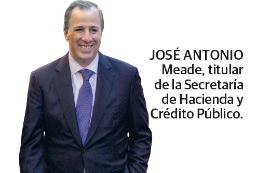 JOSÉ ANTONIO
Meade, titular
de la Secretaría
de Hacienda y
Crédito Público.